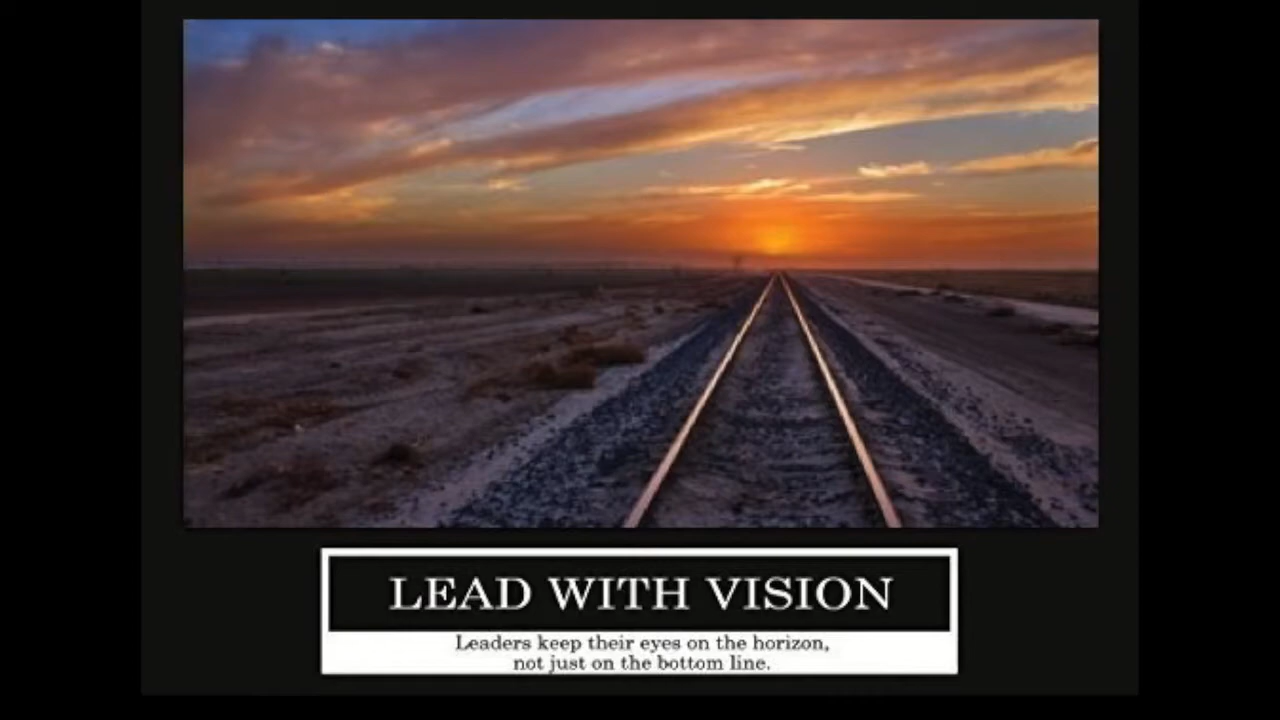 LEAD WITH VISION
Leaders keep their eyes on the horizon,
not just on the bottom line.